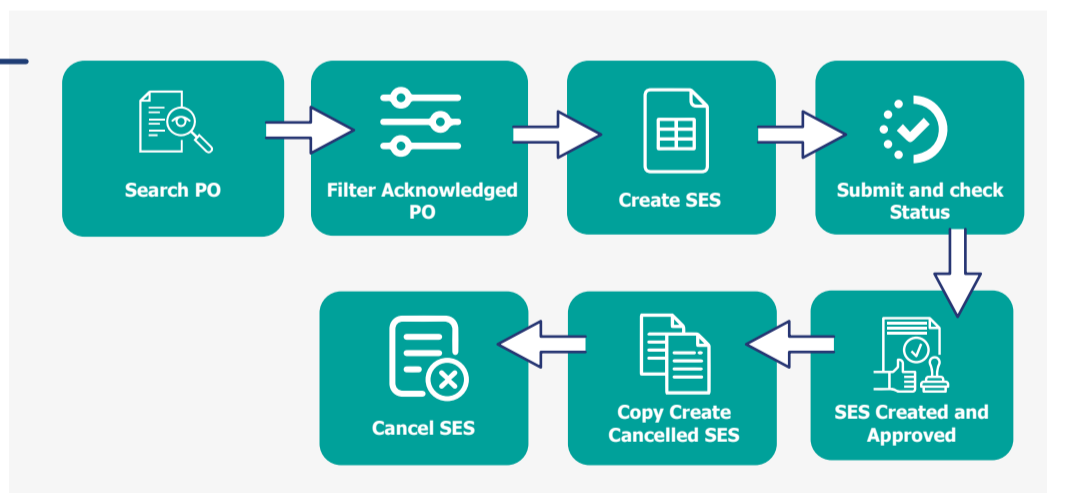 Search PO
Filter Acknowledged
PO
Create SES
Submit and check
Status
SES Created and
Approved
Copy Create
Cancelled SES
Cancel SES